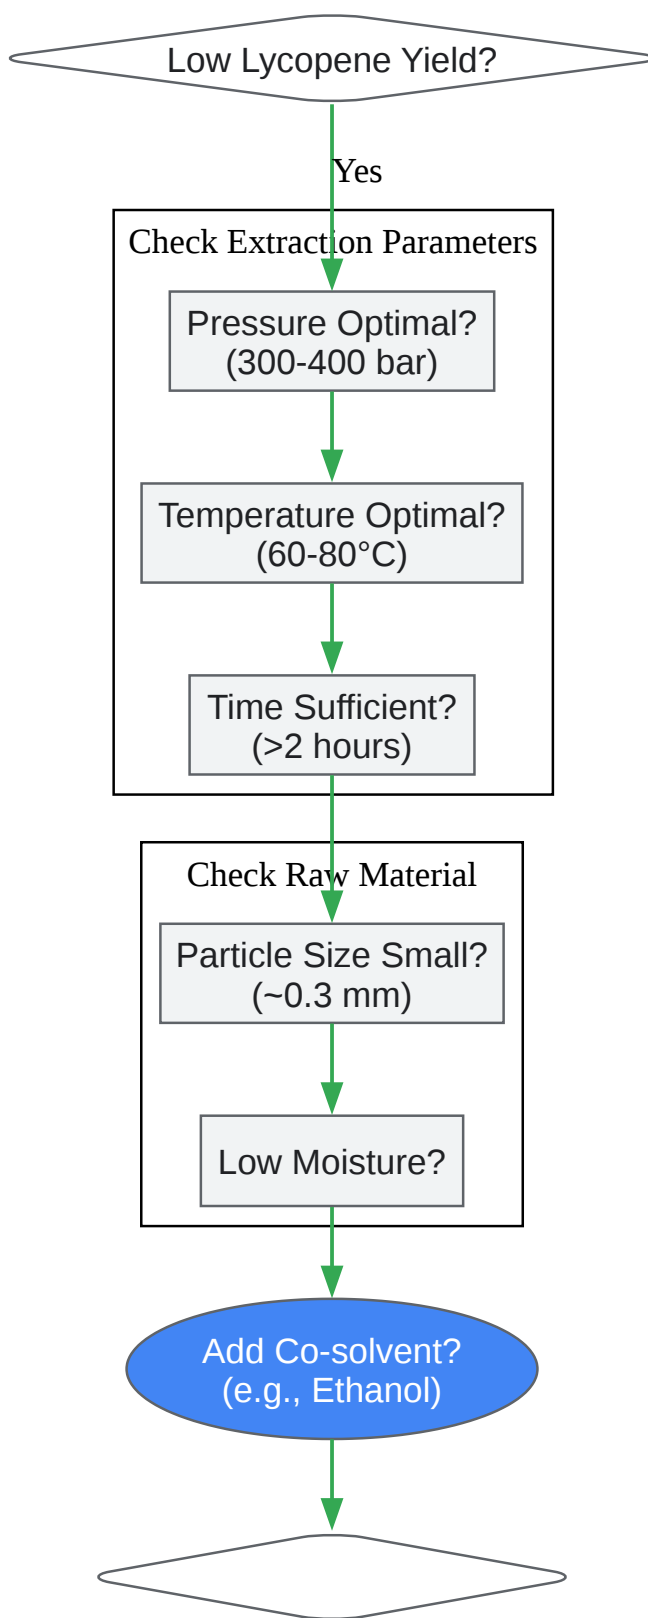 Low Lycopene Yield?
Yes
Check Extraction Parameters
Pressure Optimal?
(300-400 bar)
Temperature Optimal?
(60-80°C)
Time Sufficient?
(>2 hours)
Check Raw Material
Particle Size Small?
(~0.3 mm)
Low Moisture?
Add Co-solvent?
(e.g., Ethanol)